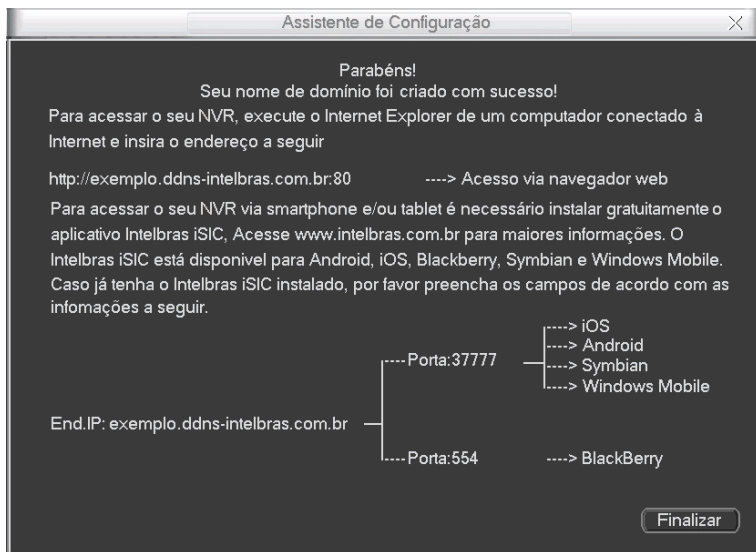 Assistente de Configuração
Parabéns!
Seu nome de domínio foi criado com sucesso!
Para acessar o seu NVR, execute o Internet Explorer de um computador conectado à
Internet e insira o endereço a seguir
http://exemplo.ddns-intelbras.com.br:80 ----> Acesso via navegador web
Para acessar o seu NVR via smartphone e/ou tablet é necessário instalar gratuitamente o
aplicativo Intelbras iSIC, Acesse www.intelbras.com.br para maiores informações. O
Intelbras iSIC está disponivel para Android, iOS, Blackberry, Symbian e Windows Mobile.
Caso já tenha o Intelbras iSIC instalado, por favor preencha os campos de acordo com as
infomações a seguir.
----> iOS
----> Android
----Porta:37777
----> Symbian
----> Windows Mobile
End.IP: exemplo.ddns-intelbras.com.br
----Porta:554 ----> BlackBerry
Finalizar